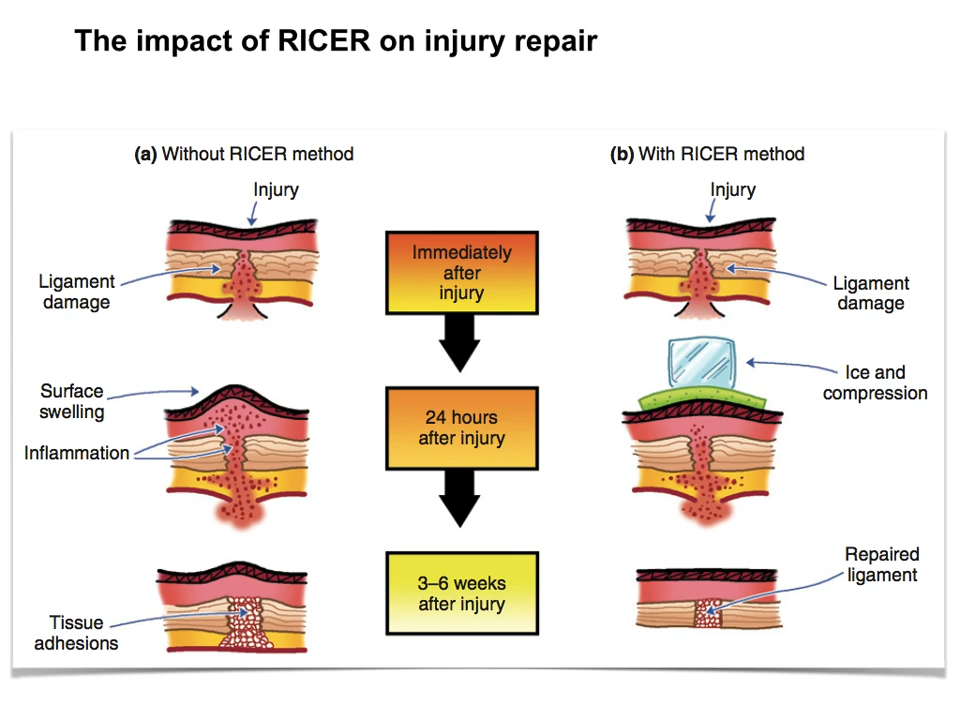 The impact of RICER on injury repair
(a) Without RICER method
(b) With RICER method
Injury
Injury
Immediately
after
injury
Ligament
damage
Ligament
damage
Surface
swelling
Inflammation
24 hours
after injury
Ice and
compression
3–6 weeks
after injury
Tissue
adhesions
Repaired
ligament